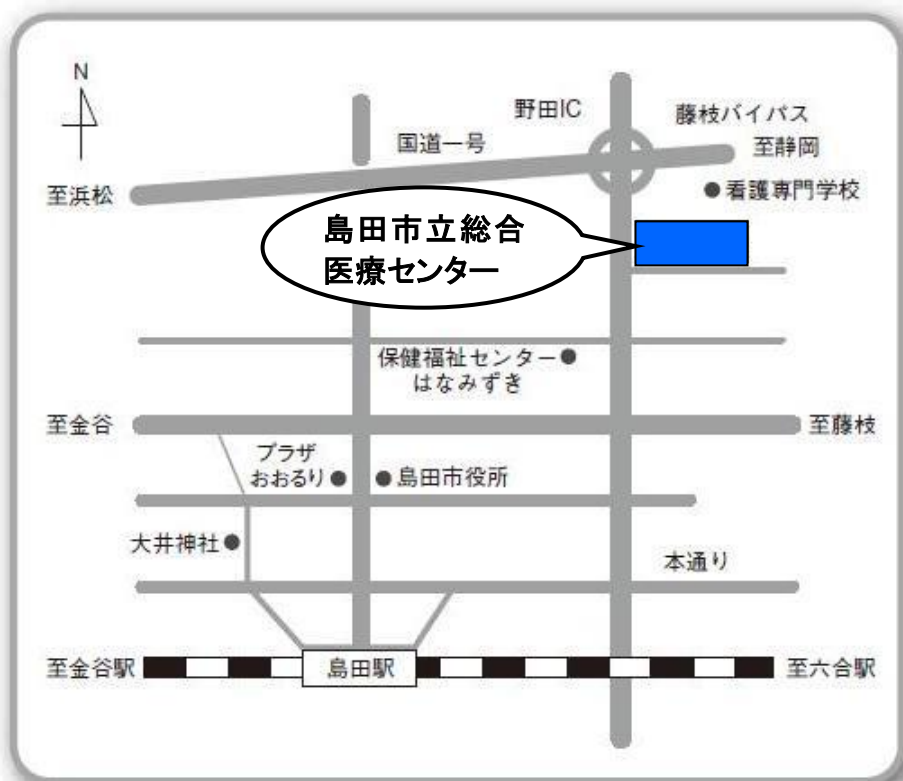 N
野田IC
藤枝バイパス
国道一号
至静岡
至浜松
看護専門学校
島田市立総合
医療センター
保健福祉センター
はなみずき
至金谷
至藤枝
プラザ
おおるり
島田市役所
大井神社
本通り
至金谷駅
島田駅
至六合駅